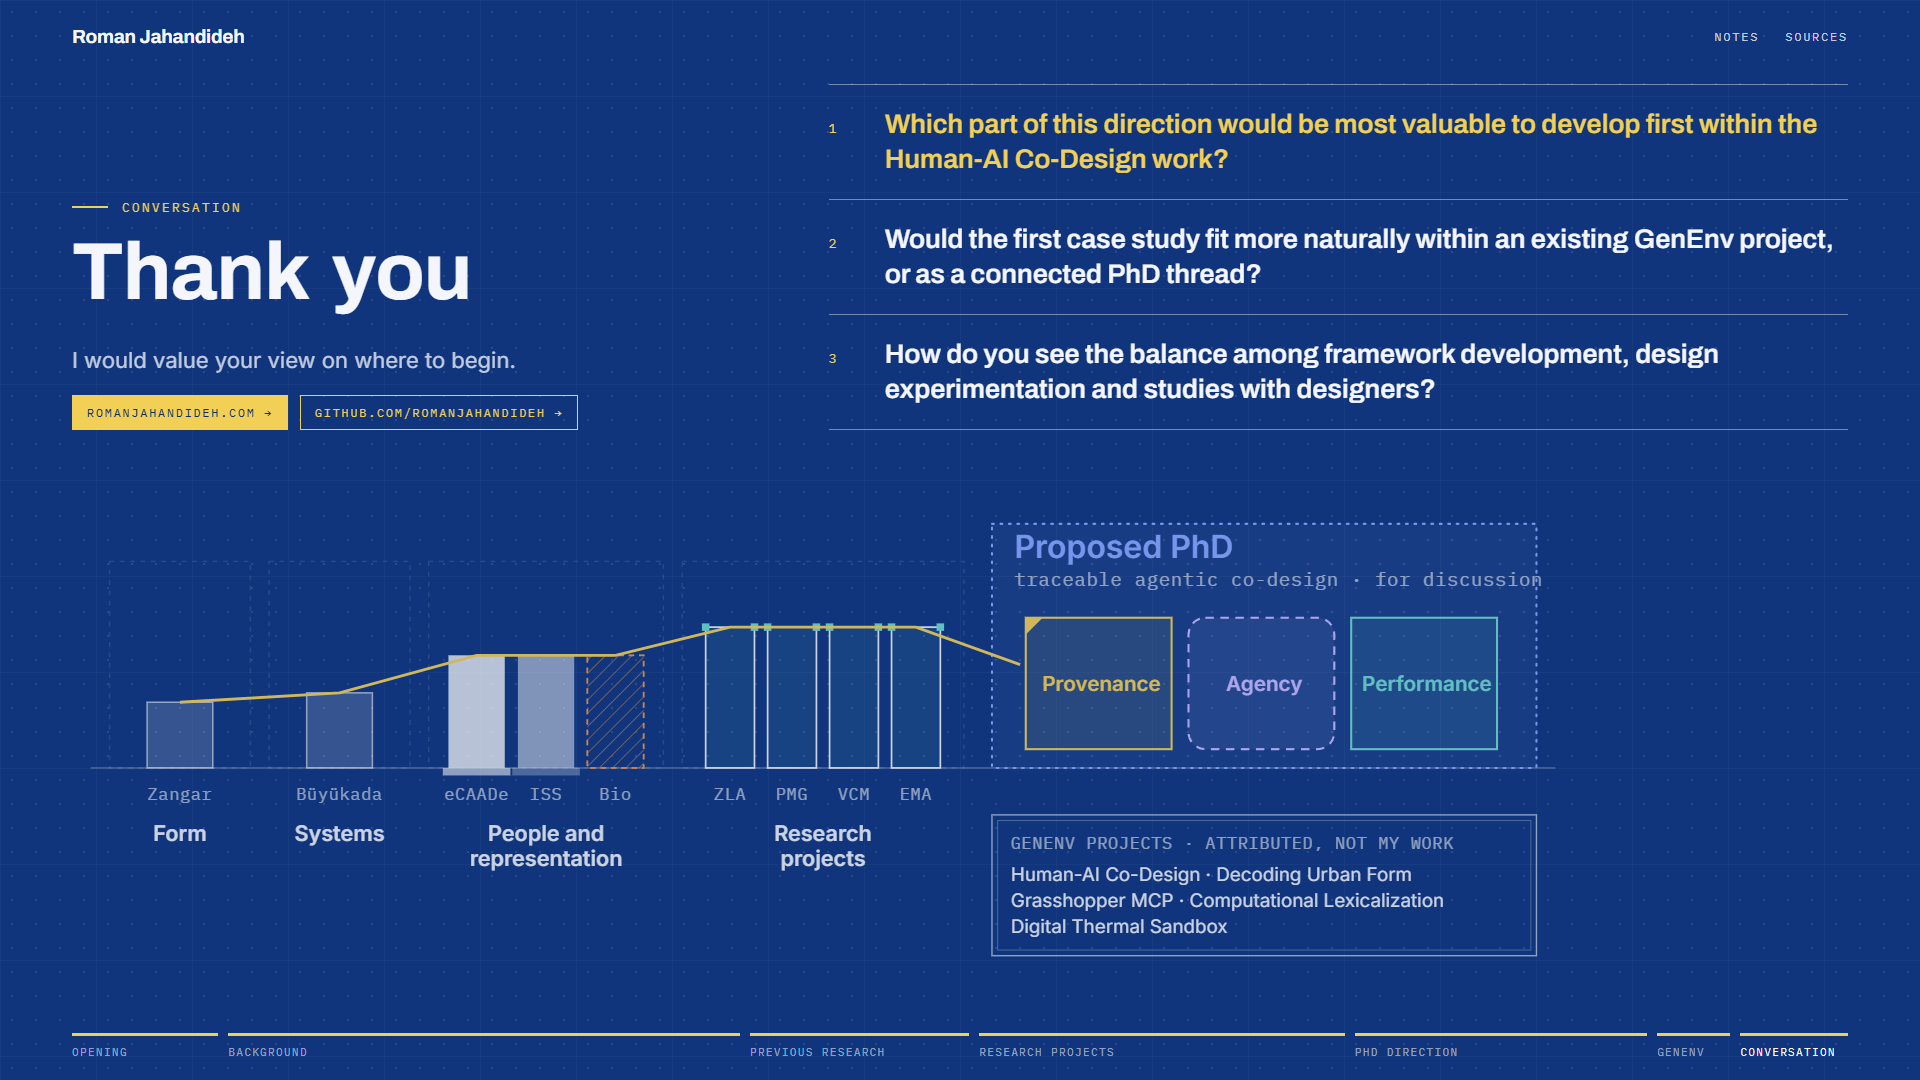 Roman Jahandideh
NOTES
SOURCES
CONVERSATION
Thank you
I would value your view on where to begin.
ROMANJAHANDIDEH.COM →
GITHUB.COM/ROMANJAHANDIDEH →
1
Which part of this direction would be most valuable to develop first within the
Human-AI Co-Design work?
2
Would the first case study fit more naturally within an existing GenEnv project,
or as a connected PhD thread?
3
How do you see the balance among framework development, design
experimentation and studies with designers?
Proposed PhD
traceable agentic co-design · for discussion
Provenance
Agency
Performance
Zangar
Büyükada
eCAADe
ISS
Bio
ZLA
PMG
VCM
EMA
Form
Systems
People and
representation
Research
projects
GENENV PROJECTS · ATTRIBUTED, NOT MY WORK
Human-AI Co-Design · Decoding Urban Form
Grasshopper MCP · Computational Lexicalization
Digital Thermal Sandbox
OPENING
BACKGROUND
PREVIOUS RESEARCH
RESEARCH PROJECTS
PHD DIRECTION
GENENV
CONVERSATION